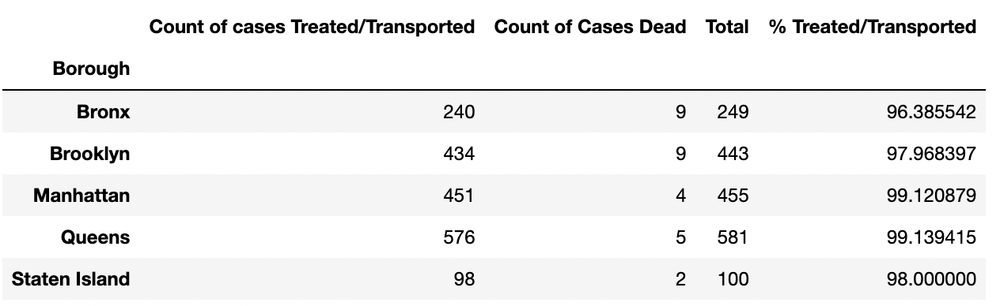 Count of cases Treated/Transported Count of Cases Dead Total % Treated/Transported
Borough
Bronx 240 9 249 96.385542
Brooklyn 434 9 443 97.968397
Manhattan 451 4 455 99.120879
Queens 576 5 581 99.139415
Staten Island 98 2 100 98.000000